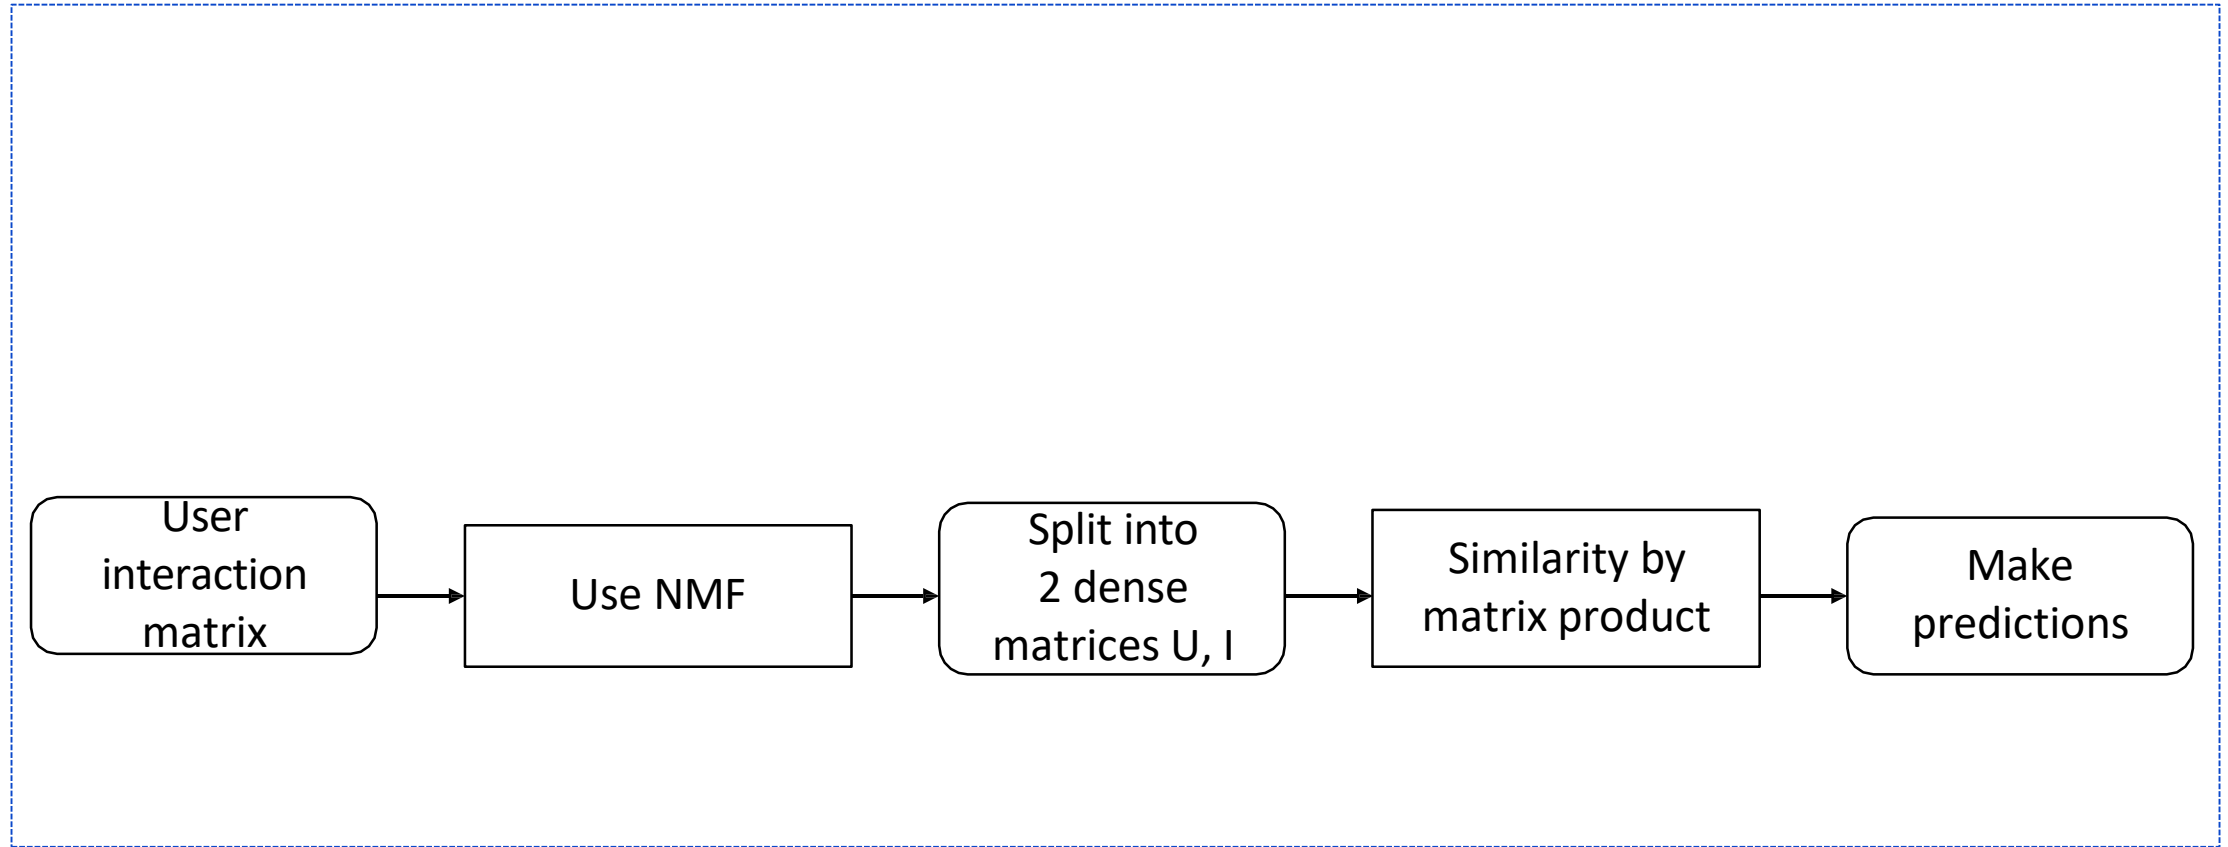 User
interaction
matrix
Use NMF
Split into
2 dense
matrices U, I
Similarity by
matrix product
Make
predictions